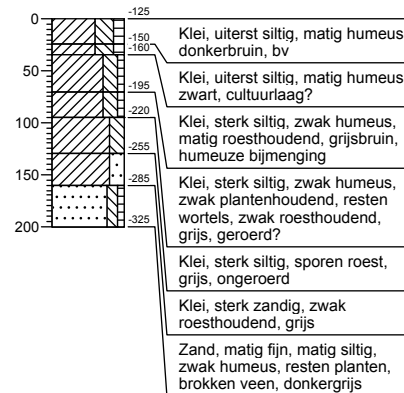 0
50
100
150
200
-125
-150
-160
-195
-220
-255
-285
-325
Klei, uiterst siltig, matig humeus,
donkerbruin, bv
Klei, uiterst siltig, matig humeus,
zwart, cultuurlaag?
Klei, sterk siltig, zwak humeus,
matig roesthoudend, grijsbruin,
humeuze bijmenging
Klei, sterk siltig, zwak humeus,
zwak plantenhoudend, resten
wortels, zwak roesthoudend,
grijs, geroerd?
Klei, sterk siltig, sporen roest,
grijs, ongeroerd
Klei, sterk zandig, zwak
roesthoudend, grijs
Zand, matig fijn, matig siltig,
zwak humeus, resten planten,
brokken veen, donkergrijs